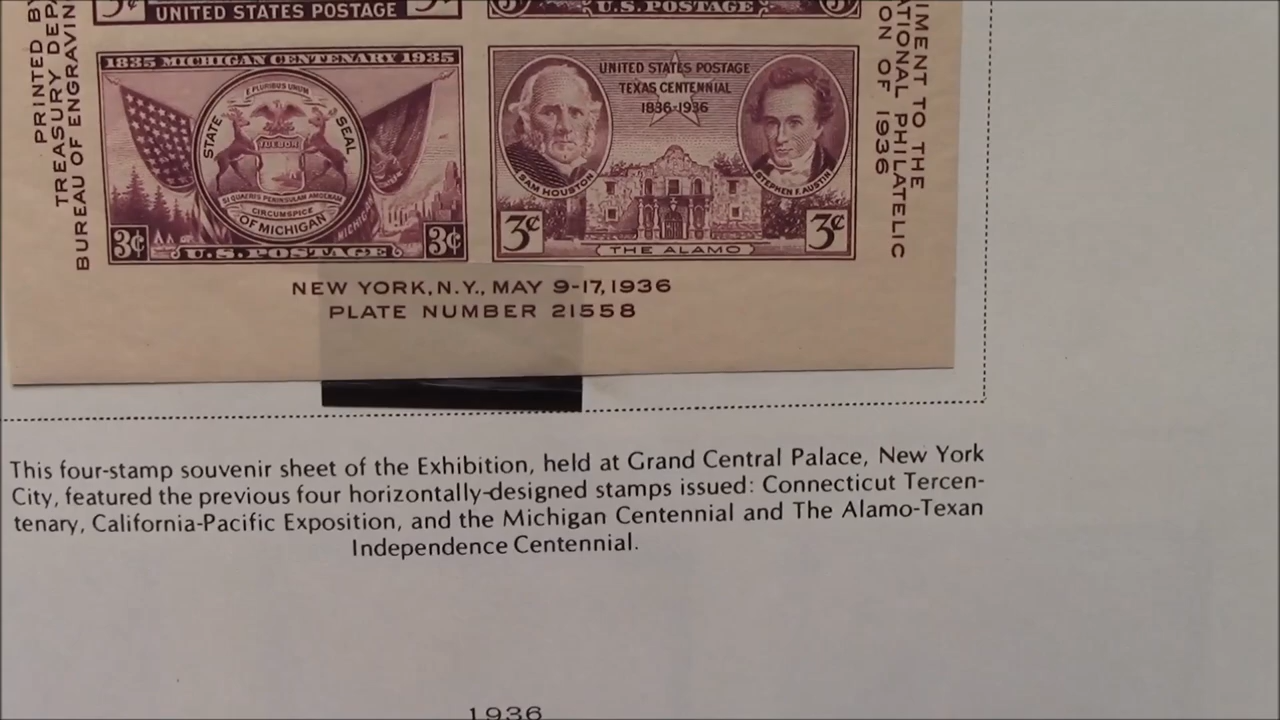 UNITED STATES POSTAGE
U.S. POSTAGE
PRINTED BY
TREASURY DEP
BUREAU OF ENGRAVIN
1835 MICHIGAN CENTENARY 1935
E PLURIBUS UNUM
STATE SEAL
TUEBOR
SI QUAERIS PENINSULAM AMOENAM
CIRCUMSPICE
OF MICHIGAN
MICHIGAN
3¢ 3¢
U.S. POSTAGE
UNITED STATES POSTAGE
TEXAS CENTENNIAL
1836-1936
SAM HOUSTON
STEPHEN F. AUSTIN
3¢ 3¢
THE ALAMO
IMENT TO THE
ATIONAL PHILATELIC
ON OF 1936
NEW YORK, N.Y., MAY 9-17, 1936
PLATE NUMBER 21558
This four-stamp souvenir sheet of the Exhibition, held at Grand Central Palace, New York
City, featured the previous four horizontally-designed stamps issued: Connecticut Tercen-
tenary, California-Pacific Exposition, and the Michigan Centennial and The Alamo-Texan
Independence Centennial.
1936